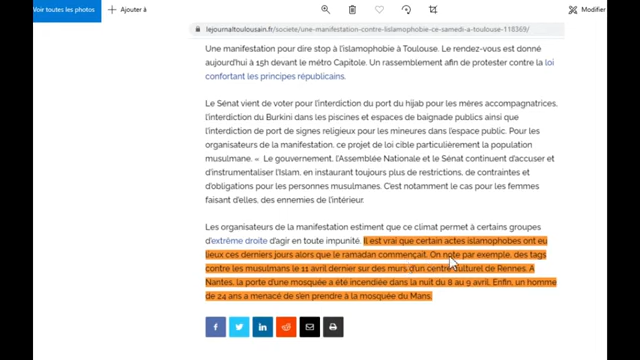 Voir toutes les photos
Ajouter à
Modifier
lejournaltoulousain.fr/societe/une-manifestation-contre-lislamophobie-ce-samedi-a-toulouse-118369/
Une manifestation pour dire stop à l'islamophobie à Toulouse. Le rendez-vous est donné
aujourd'hui à 15h devant le métro Capitole. Un rassemblement afin de protester contre la loi
confortant les principes républicains.
Le Sénat vient de voter pour l'interdiction du port du hijab pour les mères accompagnatrices,
l'interdiction du Burkini dans les piscines et espaces de baignade publics ainsi que
l'interdiction de port de signes religieux pour les mineures dans l'espace public. Pour les
organisateurs de la manifestation, ce projet de loi cible particulièrement la population
musulmane. « Le gouvernement, l'Assemblée Nationale et le Sénat continuent d'accuser et
d'instrumentaliser l'Islam, en instaurant toujours plus de restrictions, de contraintes et
d'obligations pour les personnes musulmanes. C'est notamment le cas pour les femmes
faisant d'elles, des ennemies de l'intérieur.
Les organisateurs de la manifestation estiment que ce climat permet à certains groupes
d'extrême droite d'agir en toute impunité. Il est vrai que certain actes islamophobes ont eu
lieux ces derniers jours alors que le ramadan commençait. On note par exemple, des tags
contre les musulmans le 11 avril dernier sur des murs d'un centre culturel de Rennes. A
Nantes, la porte d'une mosquée a été incendiée dans la nuit du 8 au 9 avril. Enfin, un homme
de 24 ans a menacé de s'en prendre à la mosquée du Mans.